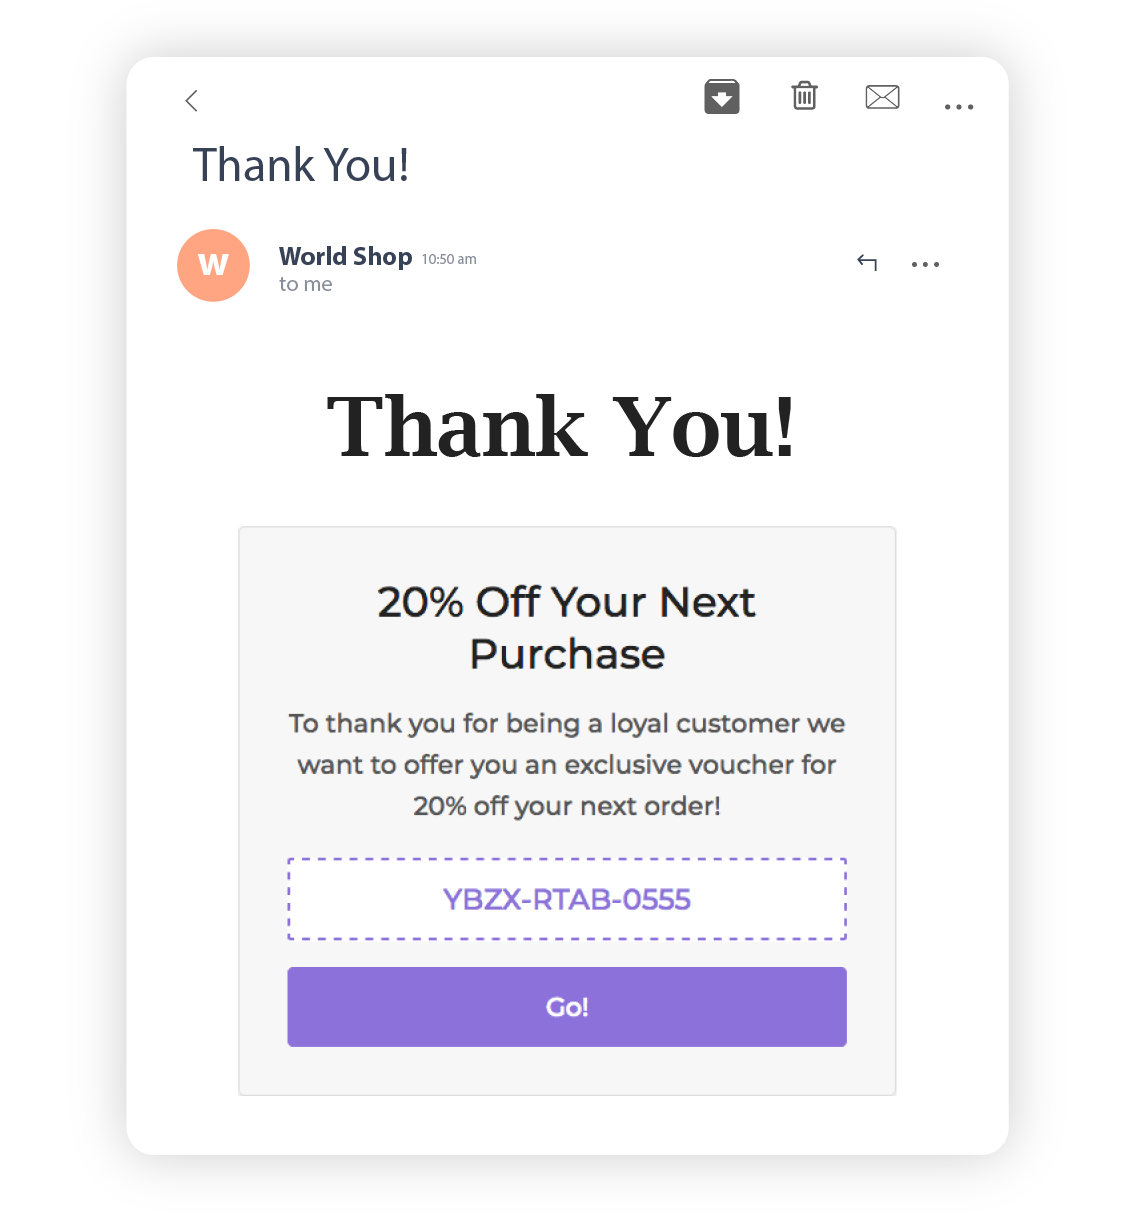 Thank You!
W
World Shop 10:50 am
to me
Thank You!
20% Off Your Next
Purchase
To thank you for being a loyal customer we
want to offer you an exclusive voucher for
20% off your next order!
YBZX-RTAB-0555
Go!